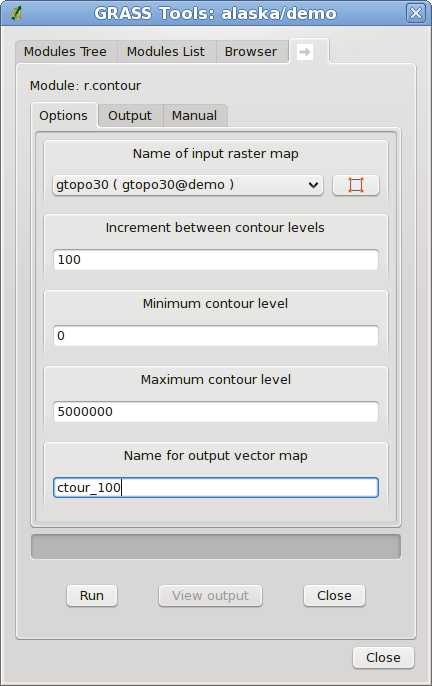 GRASS Tools: alaska/demo
Modules Tree Modules List Browser
Module: r.contour
Options Output Manual
Name of input raster map
gtopo30 ( gtopo30@demo )
Increment between contour levels
100
Minimum contour level
0
Maximum contour level
5000000
Name for output vector map
ctour_100
Run View output Close
Close